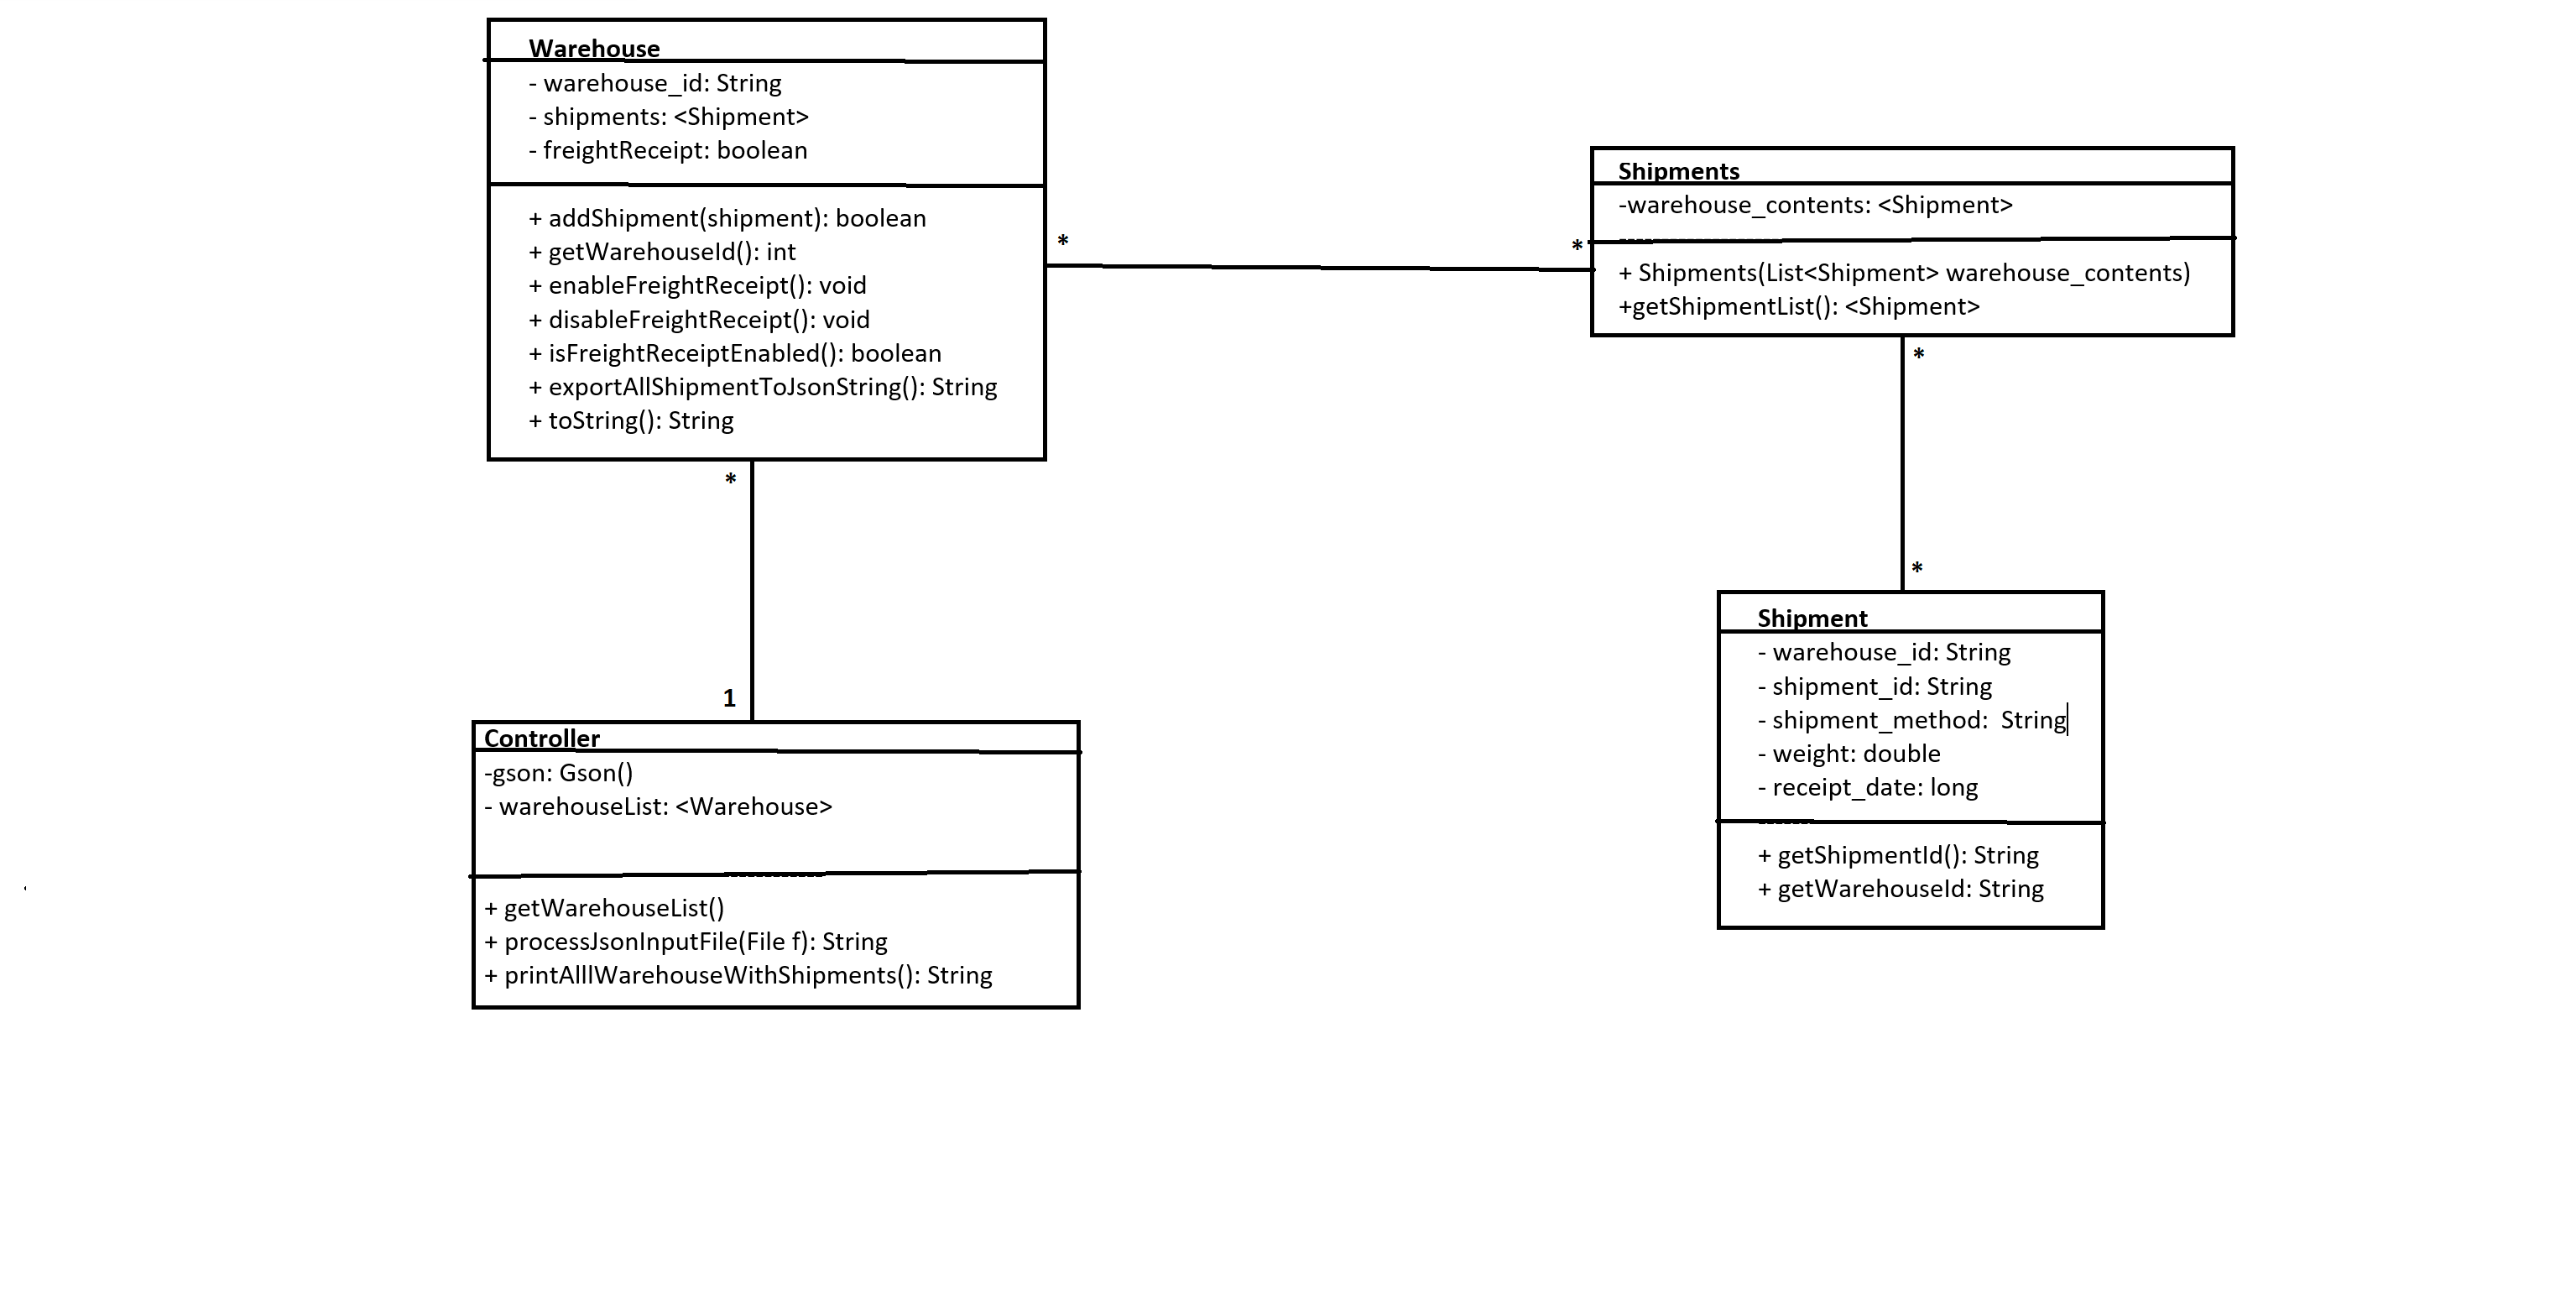 Warehouse
- warehouse_id: String
- shipments: <Shipment>
- freightReceipt: boolean
+ addShipment(shipment): boolean
+ getWarehouseId(): int
+ enableFreightReceipt(): void
+ disableFreightReceipt(): void
+ isFreightReceiptEnabled(): boolean
+ exportAllShipmentToJsonString(): String
+ toString(): String
*
*
Shipments
-warehouse_contents: <Shipment>
+ Shipments(List<Shipment> warehouse_contents)
+getShipmentList(): <Shipment>
*
*
Shipment
- warehouse_id: String
- shipment_id: String
- shipment_method:  String
- weight: double
- receipt_date: long
+ getShipmentId(): String
+ getWarehouseId: String
*
1
Controller
-gson: Gson()
- warehouseList: <Warehouse>
+ getWarehouseList()
+ processJsonInputFile(File f): String
+ printAlllWarehouseWithShipments(): String